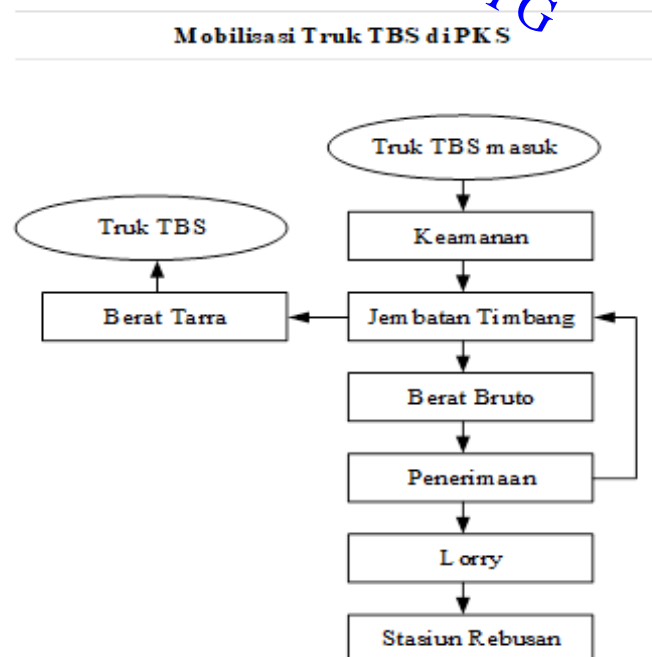 Mobilisasi Truk TBS di PKS
Truk TBS masuk
Truk TBS
Keamanan
Berat Tarra
Jembatan Timbang
Berat Bruto
Penerimaan
Lorry
Stasiun Rebusan